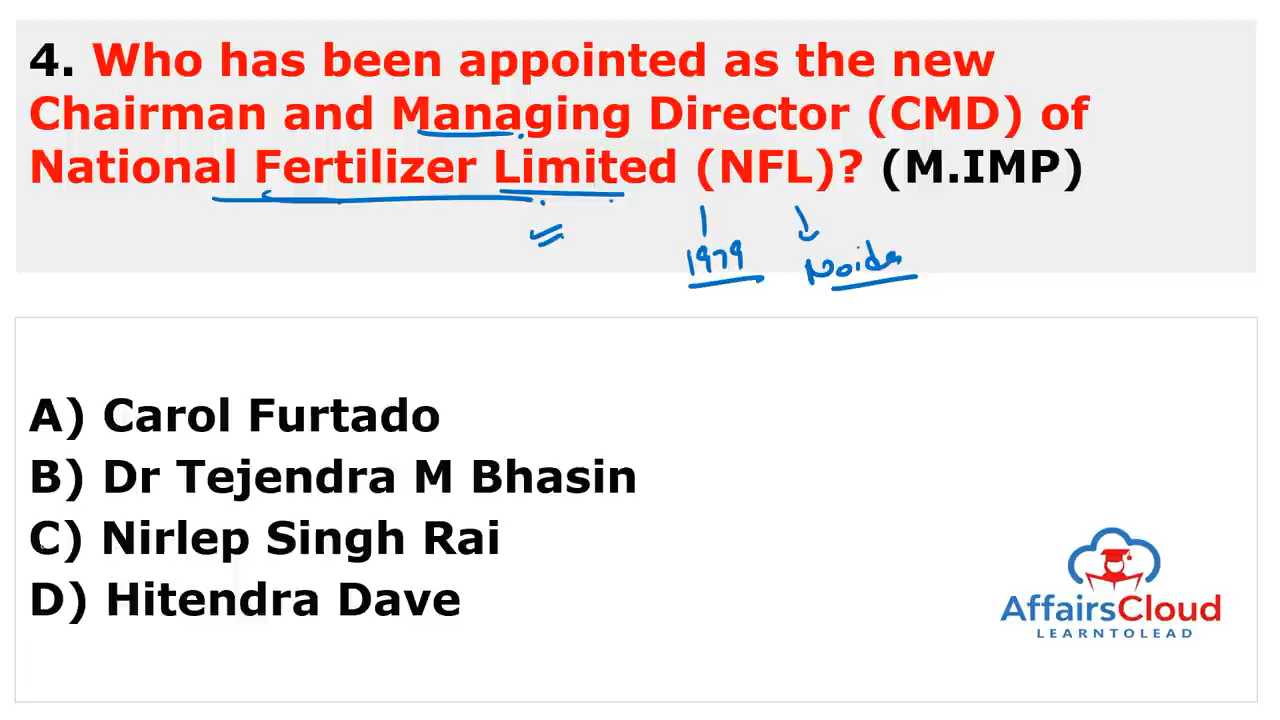 4. Who has been appointed as the new
Chairman and Managing Director (CMD) of
National Fertilizer Limited (NFL)? (M.IMP)
1979 Noida
A) Carol Furtado
B) Dr Tejendra M Bhasin
C) Nirlep Singh Rai
D) Hitendra Dave
AffairsCloud
LEARNTOLEAD